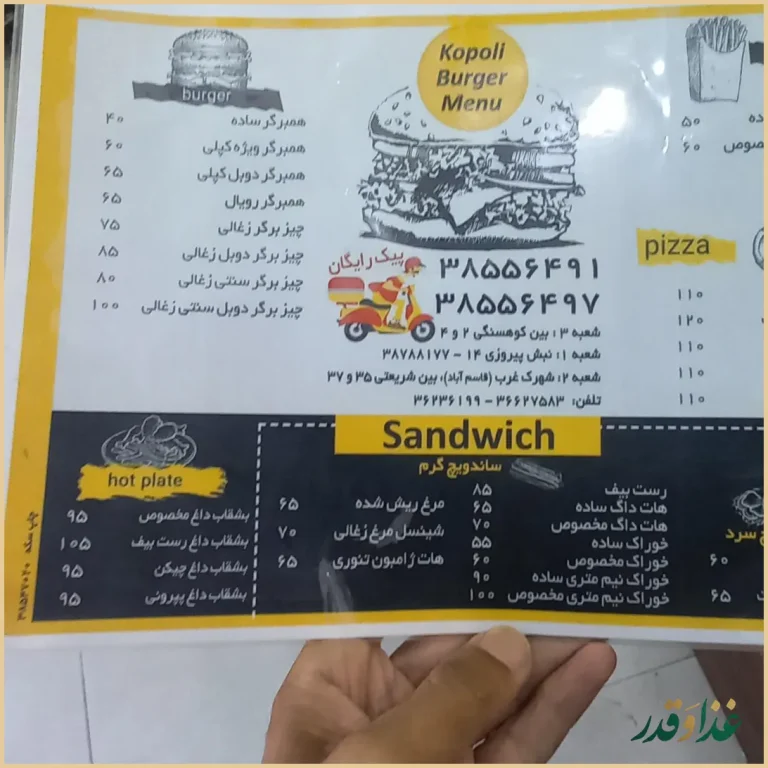 Kopoli
Burger
Menu
burger
همبرگر ساده ۴۰
همبرگر ویژه کپلی ۶۰
همبرگر دوبل کپلی ۶۵
همبرگر رویال ۶۵
چیز برگر زغالی ۷۵
چیز برگر دوبل زغالی ۸۵
چیز برگر سنتی زغالی ۸۰
چیز برگر دوبل سنتی زغالی ۱۰۰
پیک رایگان
۳۸۵۵۶۴۹۱
۳۸۵۵۶۴۹۷
شعبه ۳: بین کوهسنگی ۲ و ۴
شعبه ۱: نبش پیروزی ۱۴ - ۳۸۷۸۸۱۷۷
شعبه ۲: شهرک غرب (قاسم آباد)، بین شریعتی ۳۵ و ۳۷
تلفن: ۳۶۶۲۷۵۸۳ - ۳۶۲۳۶۱۹۹
۵۰
۶۰
pizza
۱۱۰
۱۲۰
۱۱۰
۱۱۰
۱۱۰
Sandwich
ساندویچ گرم
رست بیف ۸۵
هات داگ ساده ۶۵
هات داگ مخصوص ۷۰
خوراک ساده ۵۵
خوراک مخصوص ۶۰
خوراک نیم متری ساده ۹۰
خوراک نیم متری مخصوص ۱۰۰
مرغ ریش شده ۶۵
شینسل مرغ زغالی ۷۰
هات ژامبون تنوری ۶۵
hot plate
بشقاب داغ مخصوص ۹۵
بشقاب داغ رست بیف ۱۰۵
بشقاب داغ چیکن ۹۵
بشقاب داغ پپرونی ۹۵
سرد
۶۰
۶۵
چاپ سکه ۳۸۵۴۷۰۲۰
غذا و قدر